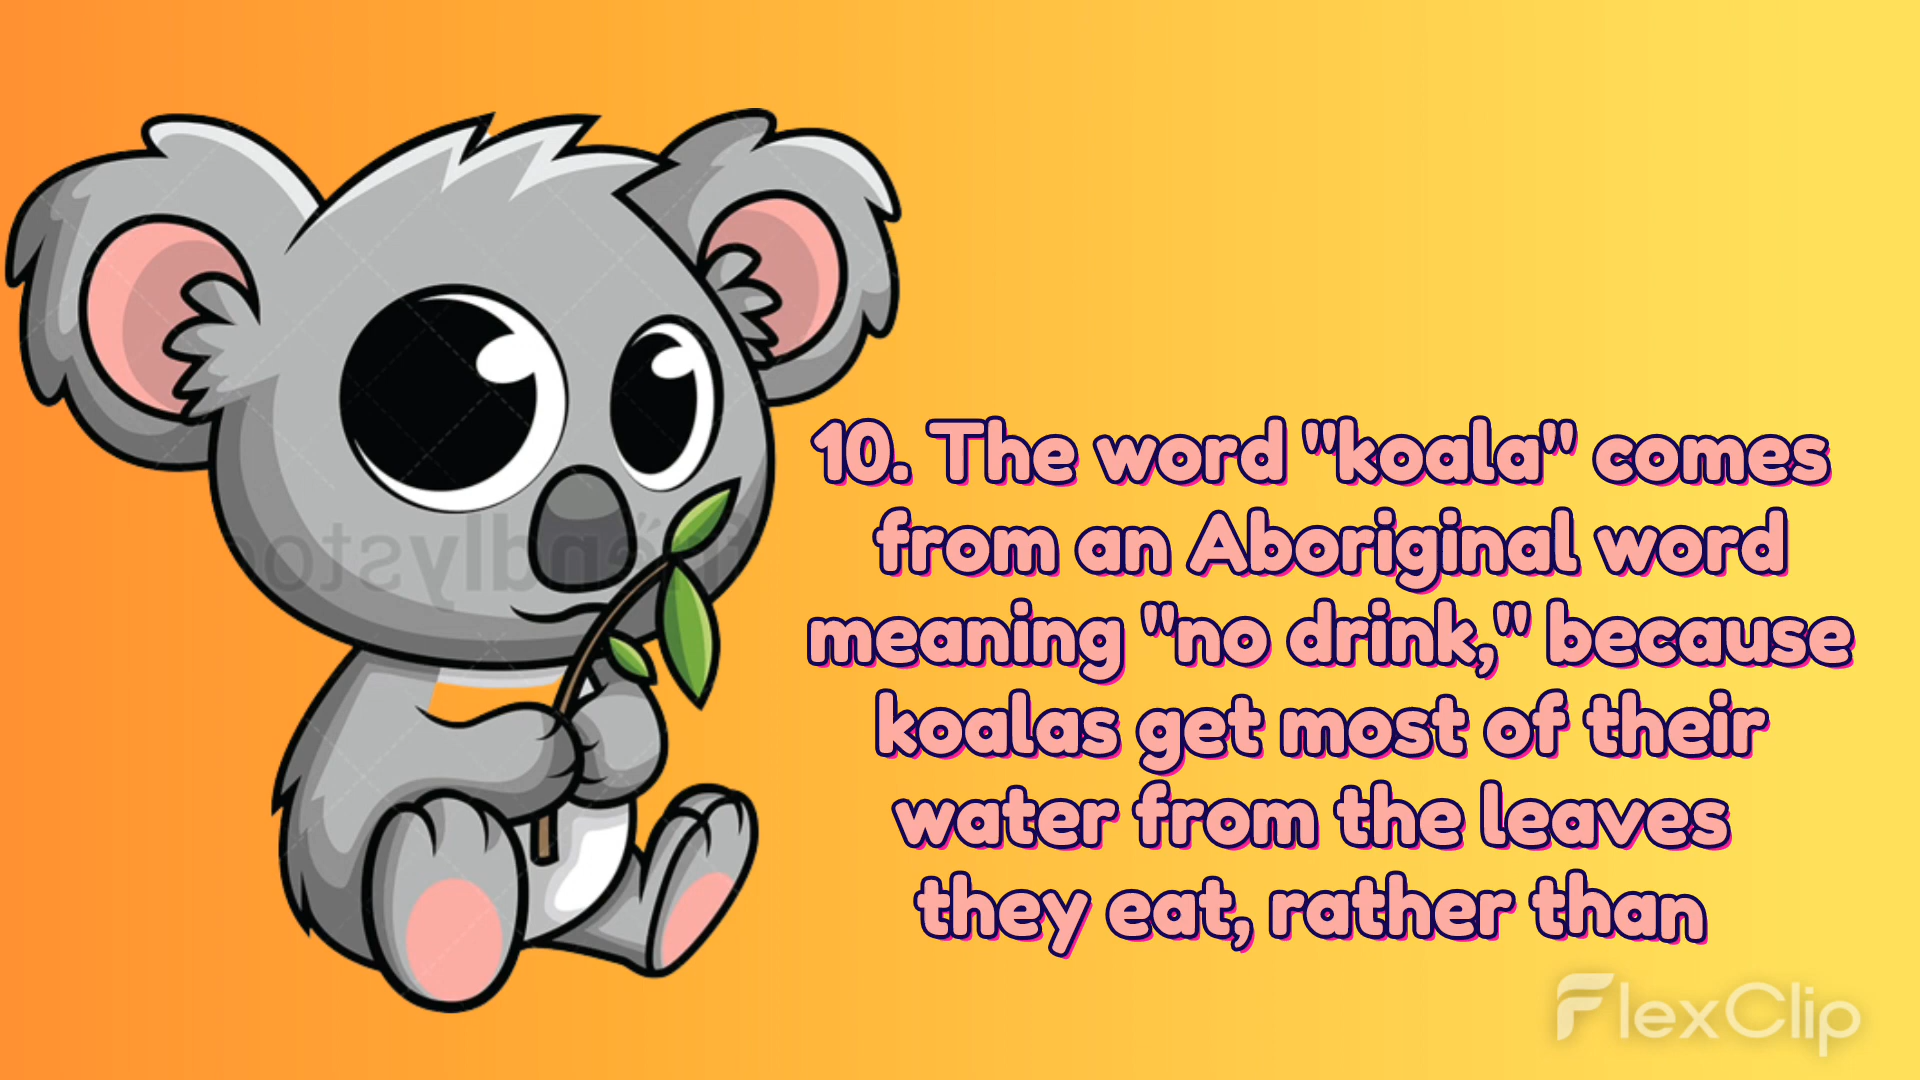 10. The word "koala" comes
from an Aboriginal word
meaning "no drink," because
koalas get most of their
water from the leaves
they eat, rather than
FlexClip